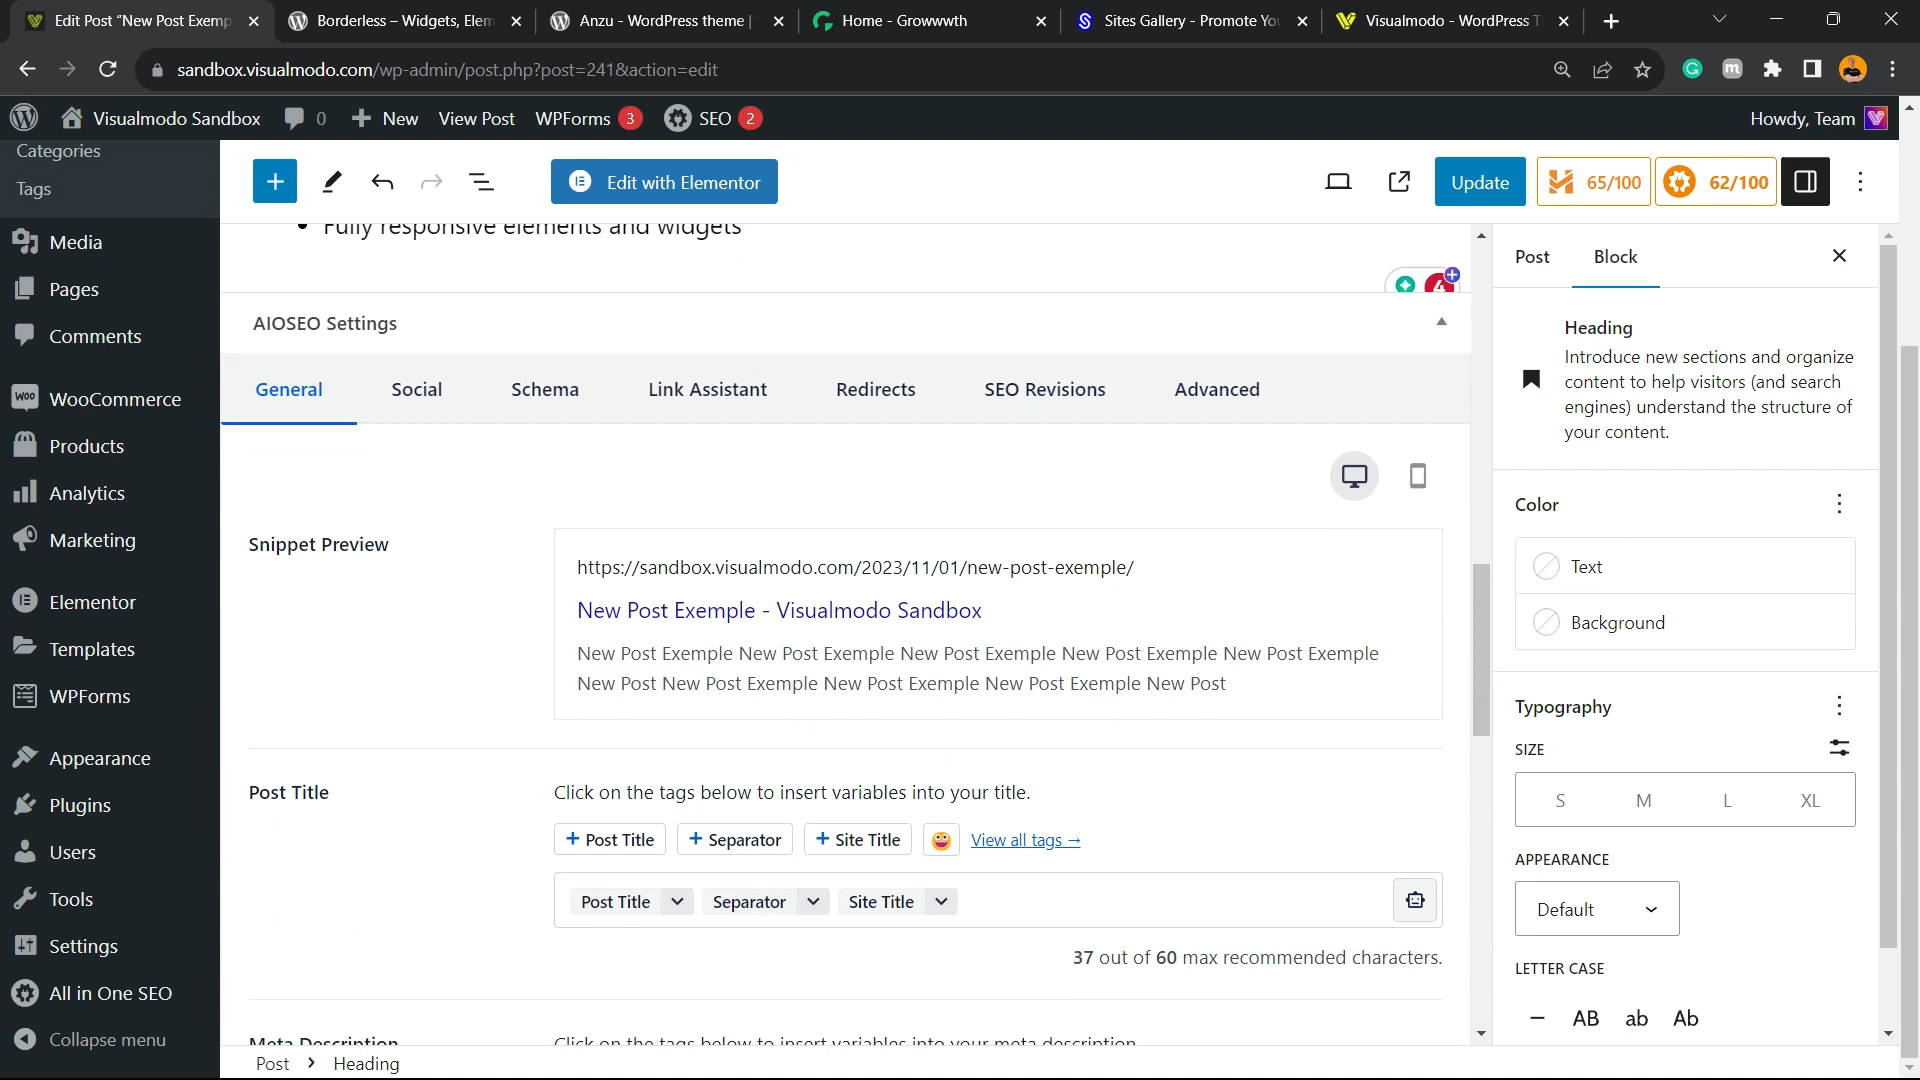 Edit Post “New Post Exemp
Borderless – Widgets, Elem
Anzu - WordPress theme |
Home - Growwwth
Sites Gallery - Promote Yo
Visualmodo - WordPress T
sandbox.visualmodo.com/wp-admin/post.php?post=241&action=edit
Visualmodo Sandbox
0
New
View Post
WPForms 3
SEO 2
Howdy, Team
Categories
Tags
Media
Pages
Comments
WooCommerce
Products
Analytics
Marketing
Elementor
Templates
WPForms
Appearance
Plugins
Users
Tools
Settings
All in One SEO
Collapse menu
Edit with Elementor
Update
65/100
62/100
Fully responsive elements and widgets
4
AIOSEO Settings
General
Social
Schema
Link Assistant
Redirects
SEO Revisions
Advanced
Snippet Preview
https://sandbox.visualmodo.com/2023/11/01/new-post-exemple/
New Post Exemple - Visualmodo Sandbox
New Post Exemple New Post Exemple New Post Exemple New Post Exemple New Post Exemple
New Post New Post Exemple New Post Exemple New Post Exemple New Post
Post Title
Click on the tags below to insert variables into your title.
+ Post Title
+ Separator
+ Site Title
View all tags →
Post Title
Separator
Site Title
37 out of 60 max recommended characters.
Meta Description
Click on the tags below to insert variables into your meta description.
Post > Heading
Post
Block
Heading
Introduce new sections and organize
content to help visitors (and search
engines) understand the structure of
your content.
Color
Text
Background
Typography
SIZE
S M L XL
APPEARANCE
Default
LETTER CASE
– AB ab Ab